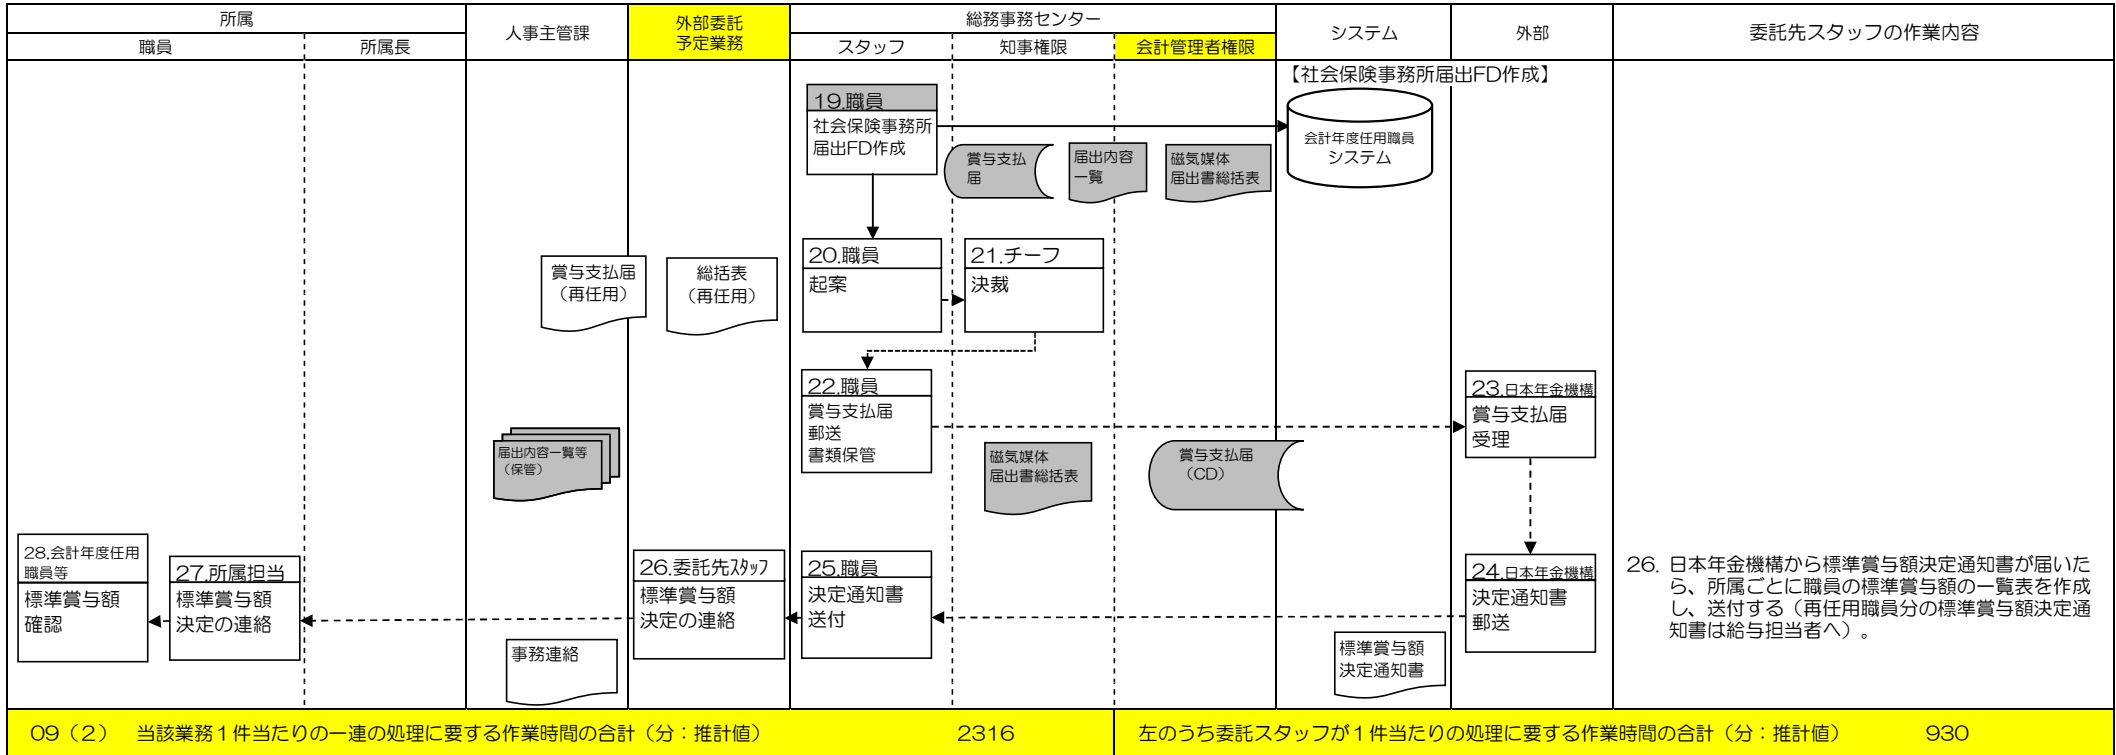 所属
職員
所属長
人事主管課
外部委託
予定業務
総務事務センター
スタッフ
知事権限
会計管理者権限
システム
外部
委託先スタッフの作業内容
【社会保険事務所届出FD作成】
19.職員
社会保険事務所
届出FD作成
会計年度任用職員
システム
賞与支払
届
届出内容
一覧
磁気媒体
届出書総括表
20.職員
起案
21.チーフ
決裁
賞与支払届
（再任用）
総括表
（再任用）
22.職員
賞与支払届
郵送
書類保管
23.日本年金機構
賞与支払届
受理
届出内容一覧等
（保管）
磁気媒体
届出書総括表
賞与支払届
（CD）
28.会計年度任用
職員等
標準賞与額
確認
27.所属担当
標準賞与額
決定の連絡
26.委託先ｽﾀｯﾌ
標準賞与額
決定の連絡
25.職員
決定通知書
送付
24.日本年金機構
決定通知書
郵送
事務連絡
標準賞与額
決定通知書
26. 日本年金機構から標準賞与額決定通知書が届いた
ら、所属ごとに職員の標準賞与額の一覧表を作成
し、送付する（再任用職員分の標準賞与額決定通
知書は給与担当者へ）。
09（2） 当該業務１件当たりの一連の処理に要する作業時間の合計（分：推計値） 2316
左のうち委託スタッフが１件当たりの処理に要する作業時間の合計（分：推計値） 930